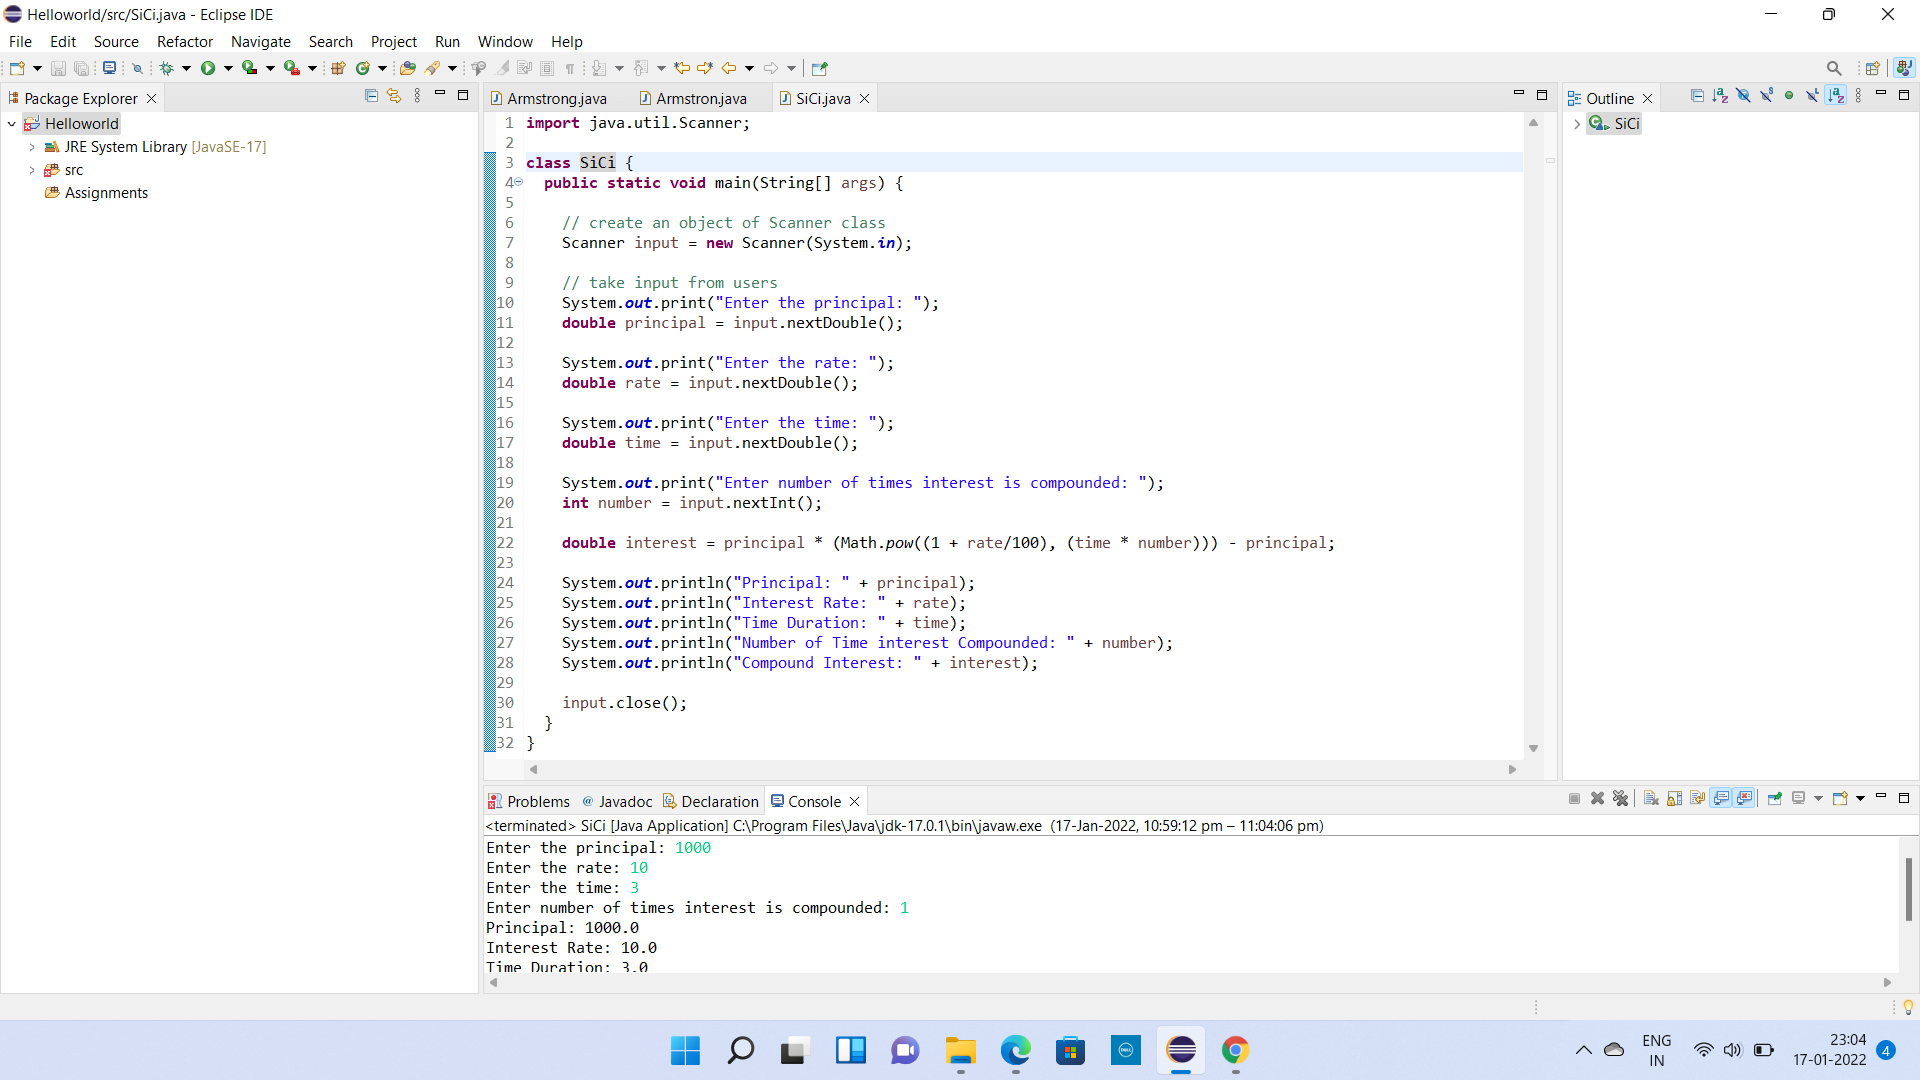 Helloworld/src/SiCi.java - Eclipse IDE
File Edit Source Refactor Navigate Search Project Run Window Help
Package Explorer
Helloworld
JRE System Library [JavaSE-17]
src
Assignments
Armstrong.java Armstron.java SiCi.java
1 import java.util.Scanner;
2
3 class SiCi {
4 public static void main(String[] args) {
5
6 // create an object of Scanner class
7 Scanner input = new Scanner(System.in);
8
9 // take input from users
10 System.out.print("Enter the principal: ");
11 double principal = input.nextDouble();
12
13 System.out.print("Enter the rate: ");
14 double rate = input.nextDouble();
15
16 System.out.print("Enter the time: ");
17 double time = input.nextDouble();
18
19 System.out.print("Enter number of times interest is compounded: ");
20 int number = input.nextInt();
21
22 double interest = principal * (Math.pow((1 + rate/100), (time * number))) - principal;
23
24 System.out.println("Principal: " + principal);
25 System.out.println("Interest Rate: " + rate);
26 System.out.println("Time Duration: " + time);
27 System.out.println("Number of Time interest Compounded: " + number);
28 System.out.println("Compound Interest: " + interest);
29
30 input.close();
31 }
32 }
Outline
SiCi
Problems @ Javadoc Declaration Console
<terminated> SiCi [Java Application] C:\Program Files\Java\jdk-17.0.1\bin\javaw.exe (17-Jan-2022, 10:59:12 pm – 11:04:06 pm)
Enter the principal: 1000
Enter the rate: 10
Enter the time: 3
Enter number of times interest is compounded: 1
Principal: 1000.0
Interest Rate: 10.0
Time Duration: 3.0
DELL
ENG
IN
23:04
17-01-2022
4